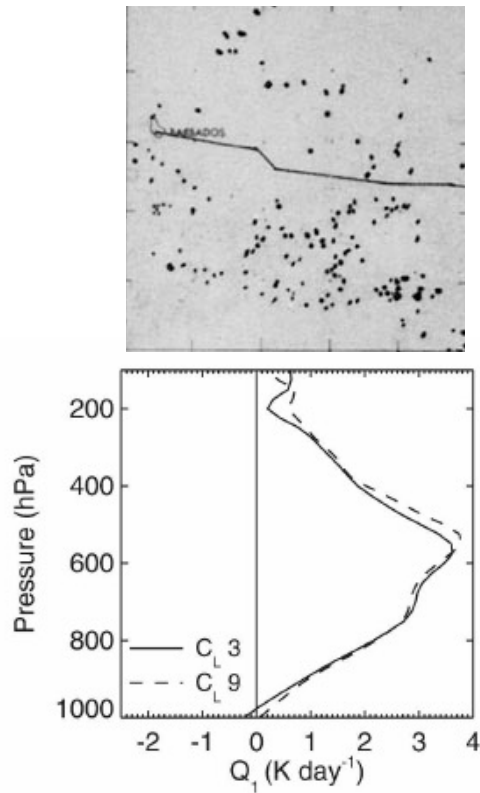 BARBADOS
200
400
600
800
1000
Pressure (hPa)
C_L 3
C_L 9
-2 -1 0 1 2 3 4
Q_1 (K day⁻¹)